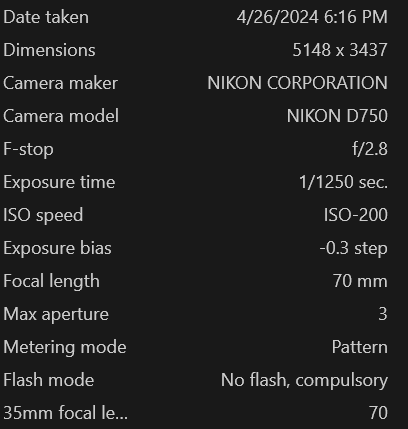 Date taken 4/26/2024 6:16 PM
Dimensions 5148 x 3437
Camera maker NIKON CORPORATION
Camera model NIKON D750
F-stop f/2.8
Exposure time 1/1250 sec.
ISO speed ISO-200
Exposure bias -0.3 step
Focal length 70 mm
Max aperture 3
Metering mode Pattern
Flash mode No flash, compulsory
35mm focal le... 70